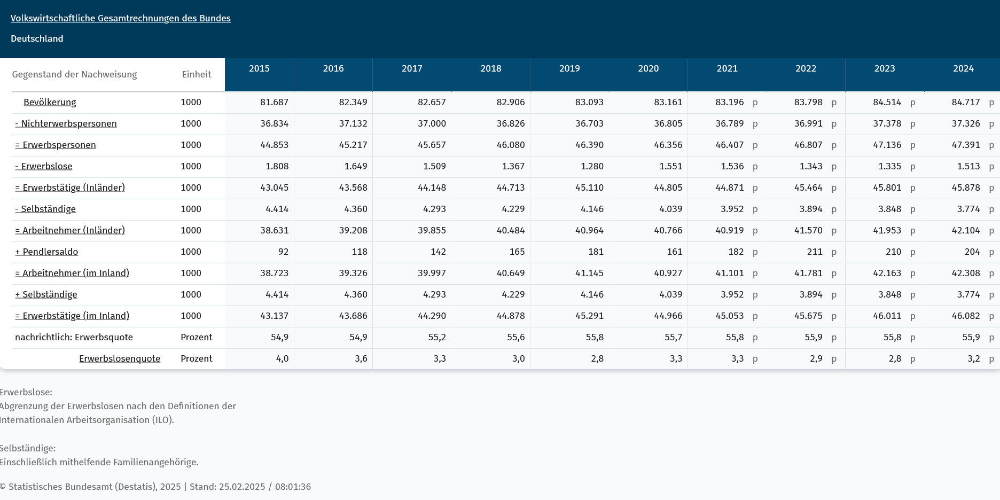 Volkswirtschaftliche Gesamtrechnungen des Bundes
Deutschland
Gegenstand der Nachweisung Einheit 2015 2016 2017 2018 2019 2020 2021 2022 2023 2024
Bevölkerung 1000 81.687 82.349 82.657 82.906 83.093 83.161 83.196 p 83.798 p 84.514 p 84.717 p
- Nichterwerbspersonen 1000 36.834 37.132 37.000 36.826 36.703 36.805 36.789 p 36.991 p 37.378 p 37.326 p
= Erwerbspersonen 1000 44.853 45.217 45.657 46.080 46.390 46.356 46.407 p 46.807 p 47.136 p 47.391 p
- Erwerbslose 1000 1.808 1.649 1.509 1.367 1.280 1.551 1.536 p 1.343 p 1.335 p 1.513 p
= Erwerbstätige (Inländer) 1000 43.045 43.568 44.148 44.713 45.110 44.805 44.871 p 45.464 p 45.801 p 45.878 p
- Selbständige 1000 4.414 4.360 4.293 4.229 4.146 4.039 3.952 p 3.894 p 3.848 p 3.774 p
= Arbeitnehmer (Inländer) 1000 38.631 39.208 39.855 40.484 40.964 40.766 40.919 p 41.570 p 41.953 p 42.104 p
+ Pendlersaldo 1000 92 118 142 165 181 161 182 p 211 p 210 p 204 p
= Arbeitnehmer (im Inland) 1000 38.723 39.326 39.997 40.649 41.145 40.927 41.101 p 41.781 p 42.163 p 42.308 p
+ Selbständige 1000 4.414 4.360 4.293 4.229 4.146 4.039 3.952 p 3.894 p 3.848 p 3.774 p
= Erwerbstätige (im Inland) 1000 43.137 43.686 44.290 44.878 45.291 44.966 45.053 p 45.675 p 46.011 p 46.082 p
nachrichtlich: Erwerbsquote Prozent 54,9 54,9 55,2 55,6 55,8 55,7 55,8 p 55,9 p 55,8 p 55,9 p
Erwerbslosenquote Prozent 4,0 3,6 3,3 3,0 2,8 3,3 3,3 p 2,9 p 2,8 p 3,2 p
Erwerbslose:
Abgrenzung der Erwerbslosen nach den Definitionen der
Internationalen Arbeitsorganisation (ILO).
Selbständige:
Einschließlich mithelfende Familienangehörige.
© Statistisches Bundesamt (Destatis), 2025 | Stand: 25.02.2025 / 08:01:36